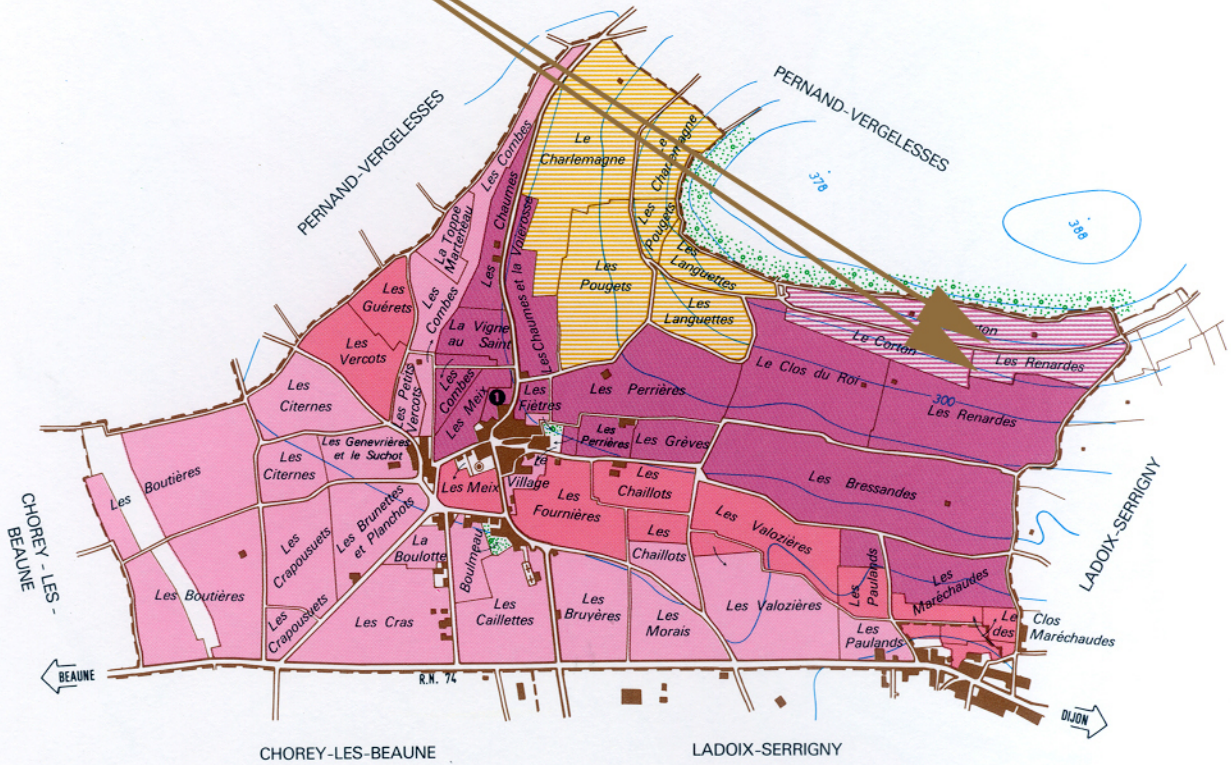 PERNAND-VERGELESSES
PERNAND-VERGELESSES
378
388
Le
Charlemagne
Le
Charlemagne
Les Combes
Les Chaumes
Les Chaumes et la Voierosse
La Toppe
Marteneau
Les
Pougets
Les
Pougets
Les
Languettes
Les
Languettes
Les
Guérets
Les
Combes
Les
Vercots
La Vigne
au Saint
Le Corton
Les Renardes
Le Clos du Roi
300
Les Renardes
Les
Citernes
Les Petits
Vercots
Les
Combes
Les Meix
1
Les
Fiètres
Les Perrières
Les
Perrières
Les Grèves
Les Genevrières
et le Suchot
Les
Citernes
Les Boutières
Les Meix
Le
Village
Les
Fournières
Les
Chaillots
Les Bressandes
Les
Chaillots
Les Valozières
CHOREY-LES-
BEAUNE
LADOIX-SERRIGNY
Les
Crapousuets
Les Brunettes
et Planchots
La
Boulotte
Boulmeau
Les Boutières
Les
Crapousuets
Les Cras
Les
Caillettes
Les
Bruyères
Les
Morais
Les Valozières
Les
Paulands
Les
Paulands
Les
Maréchaudes
Le Clos
des Maréchaudes
BEAUNE
R.N. 74
DIJON
CHOREY-LES-BEAUNE
LADOIX-SERRIGNY